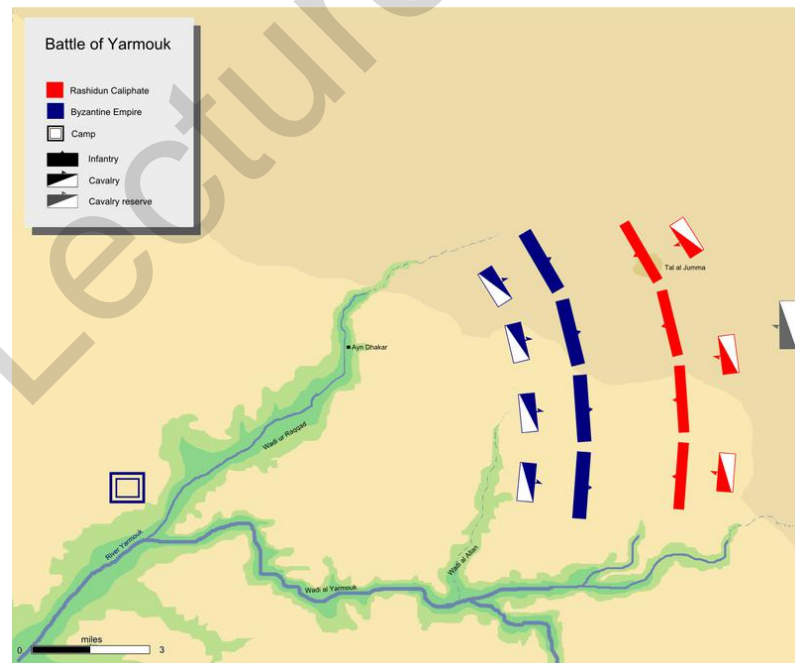 Battle of Yarmouk
Rashidun Caliphate
Byzantine Empire
Camp
Infantry
Cavalry
Cavalry reserve
Tal al Jumma
Ayn Dhakar
Wadi ur Raqqad
River Yarmouk
Wadi al Allan
Wadi al Yarmouk
miles
0 3
Lecture